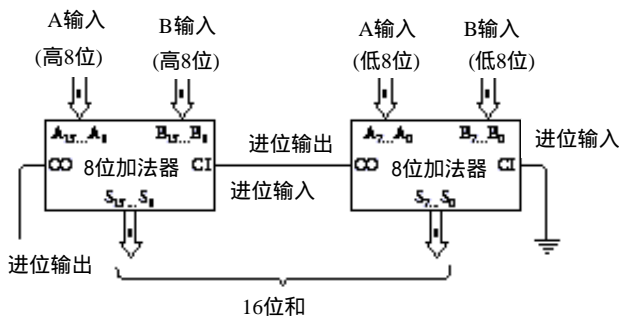 A输入
(高8位)
B输入
(高8位)
A输入
(低8位)
B输入
(低8位)
A15...A8
B15...B8
CO 8位加法器 CI
S15...S8
进位输出
进位输入
A7...A0
B7...B0
CO 8位加法器 CI
S7...S0
进位输入
进位输出
16位和